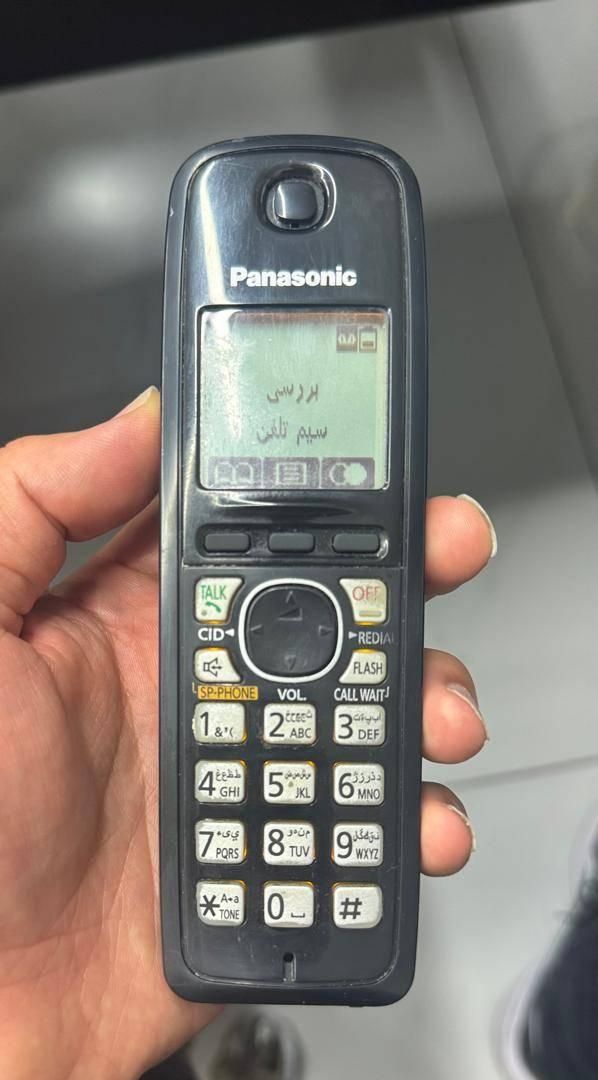 Panasonic
بررسی
سیم تلفن
TALK OFF
CID REDIAL
FLASH
SP-PHONE VOL. CALL WAIT
1 &'( 2 ABC 3 DEF
4 GHI 5 JKL 6 MNO
7 PQRS 8 TUV 9 WXYZ
* A→a TONE 0 #